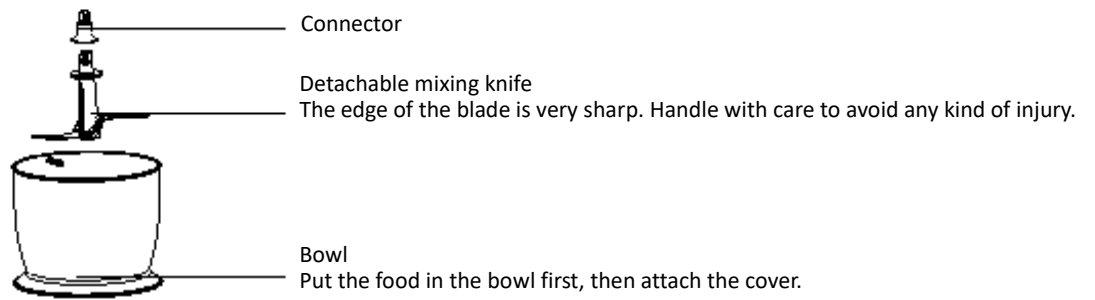 Connector
Detachable mixing knife
The edge of the blade is very sharp. Handle with care to avoid any kind of injury.
Bowl
Put the food in the bowl first, then attach the cover.